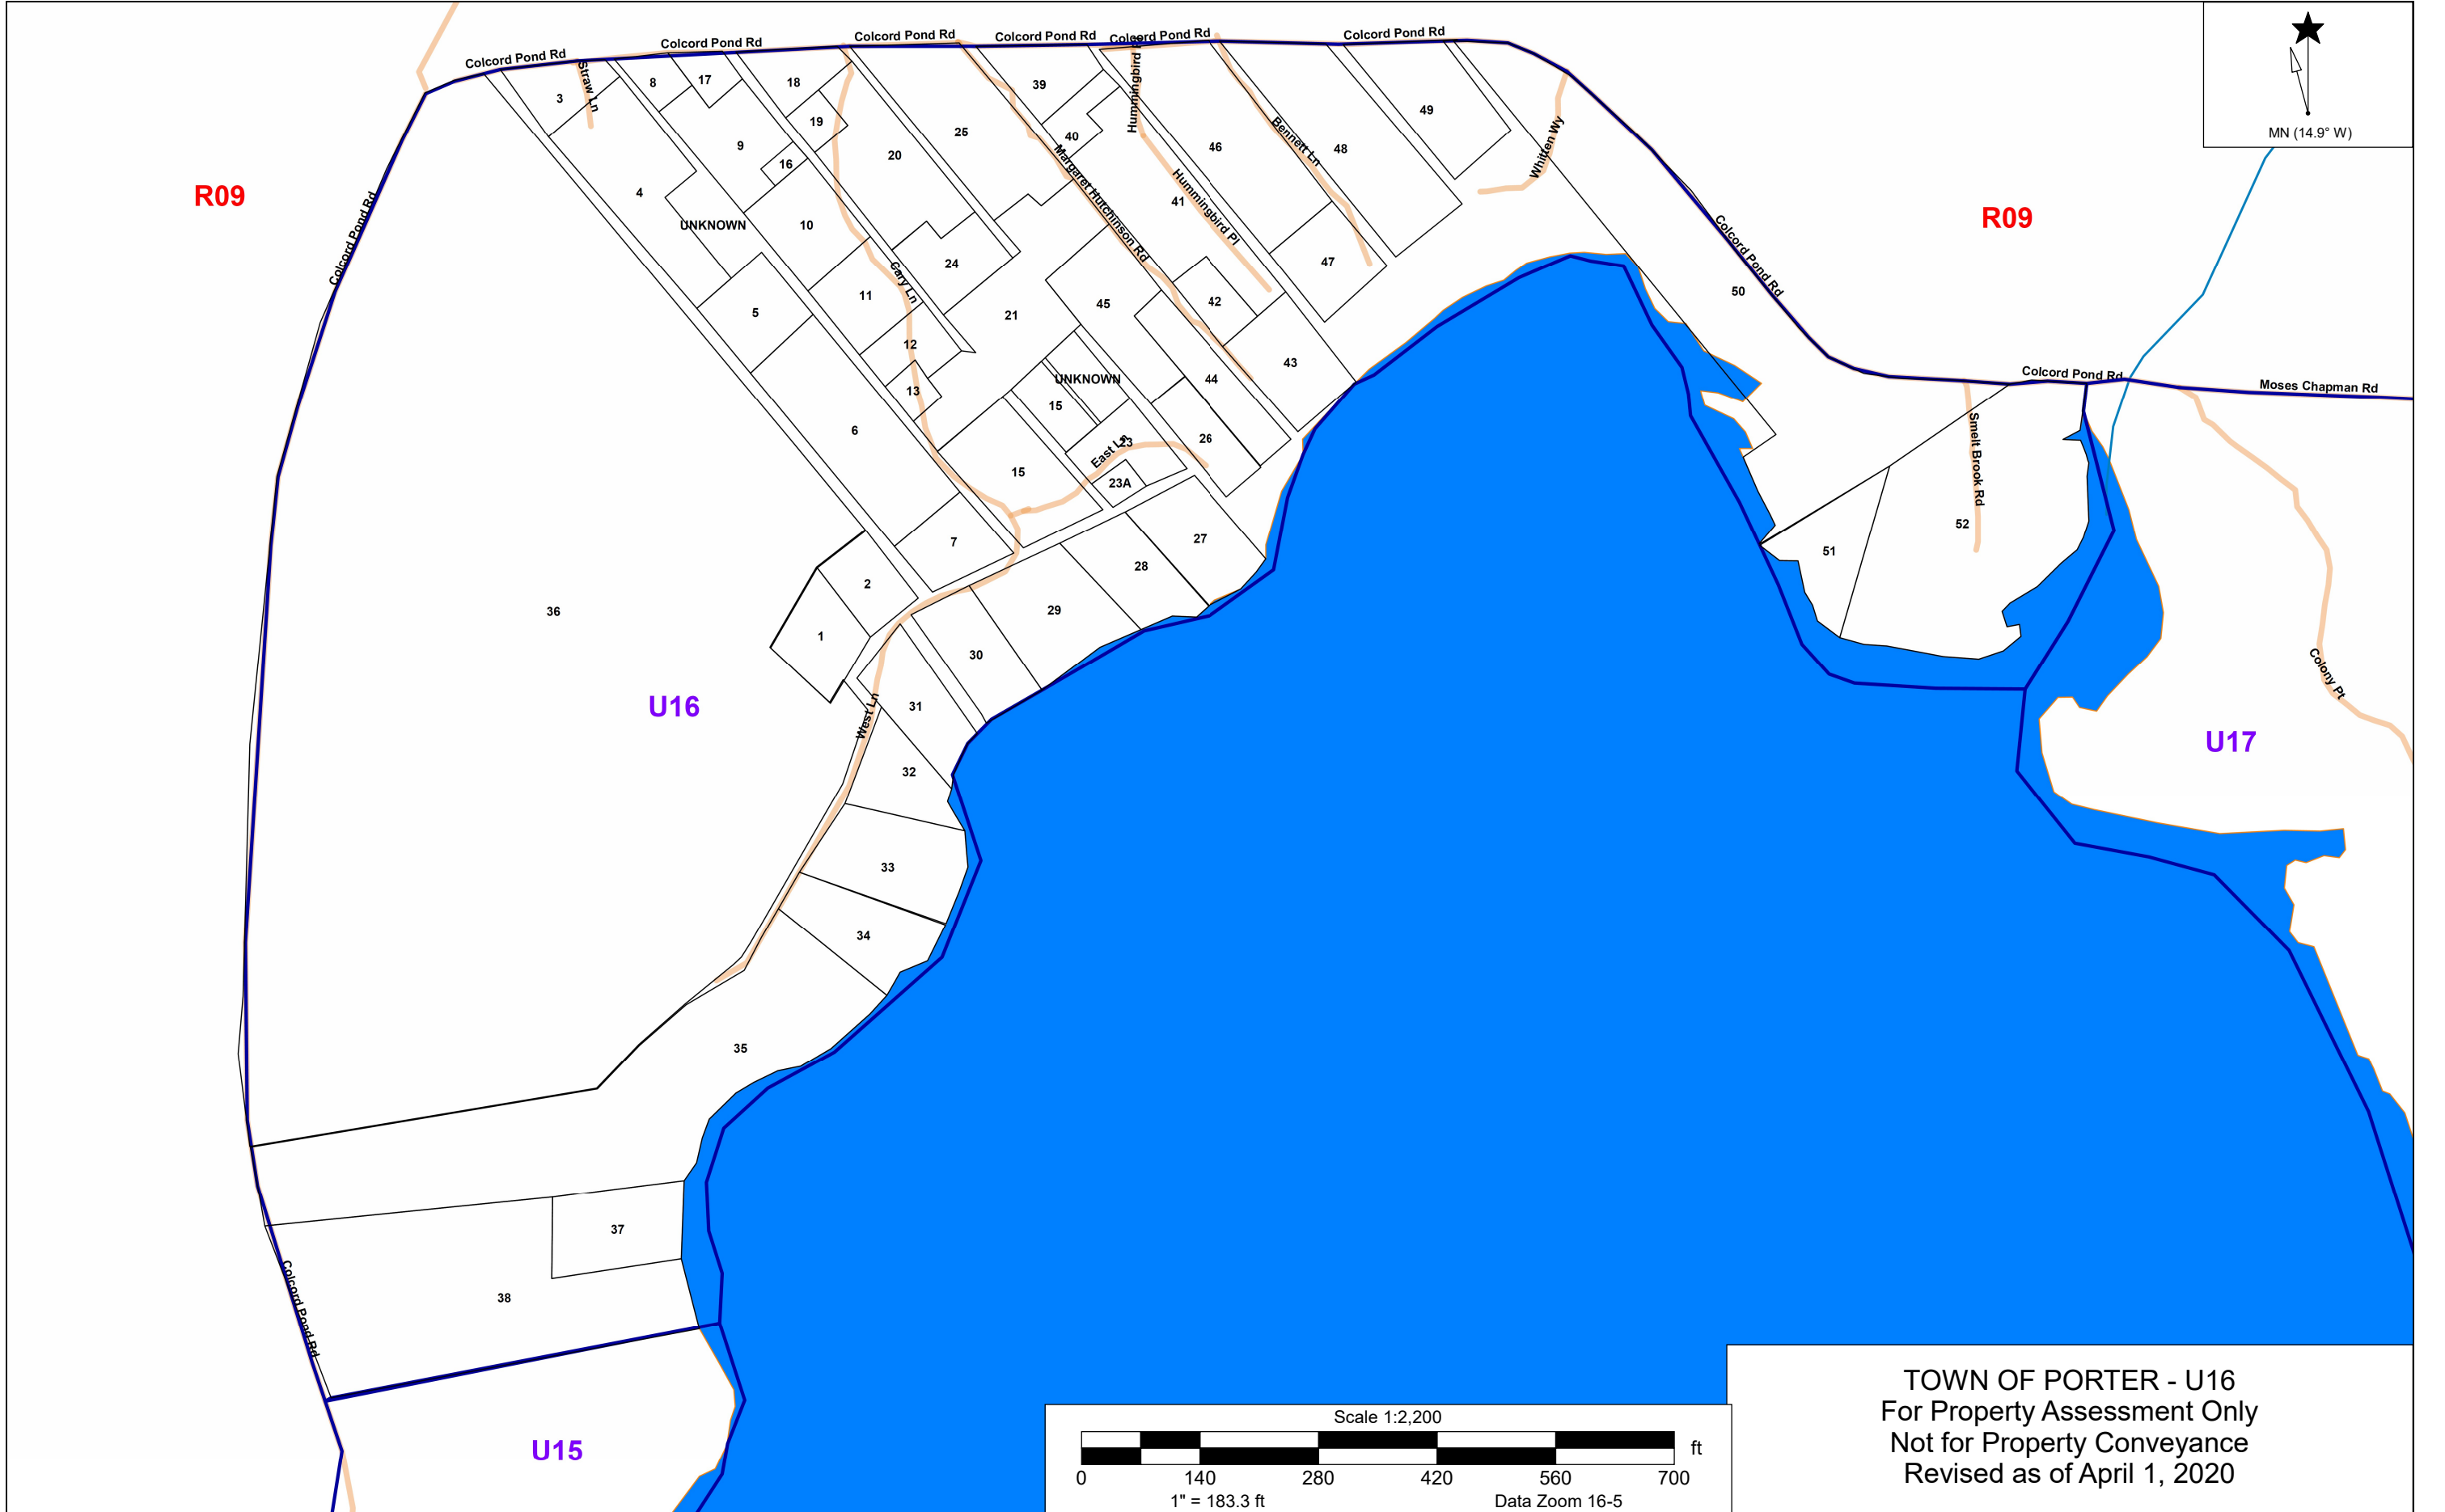 Colcord Pond Rd
Colcord Pond Rd
Colcord Pond Rd
Colcord Pond Rd
Colcord Pond Rd
Colcord Pond Rd
MN (14.9° W)
3
Straw Ln
8
17
18
39
Hummingbird
49
19
25
40
46
Bennett Ln
48
Whitten Wy
9
16
20
Margaret Hutchinson Rd
R09
4
UNKNOWN
10
41
Hummingbird Pl
R09
Colcord Pond Rd
24
47
Colcord Pond Rd
50
5
11
Gary Ln
21
45
42
12
13
UNKNOWN
15
44
43
Colcord Pond Rd
Moses Chapman Rd
6
15
East Ln
23
23A
26
Smelt Brook Rd
7
27
52
51
2
28
36
1
29
30
Colony Pt
U16
31
West Ln
32
U17
33
34
35
37
38
Colcord Pond Rd
U15
Scale 1:2,200
ft
0 140 280 420 560 700
1" = 183.3 ft Data Zoom 16-5
TOWN OF PORTER - U16
For Property Assessment Only
Not for Property Conveyance
Revised as of April 1, 2020